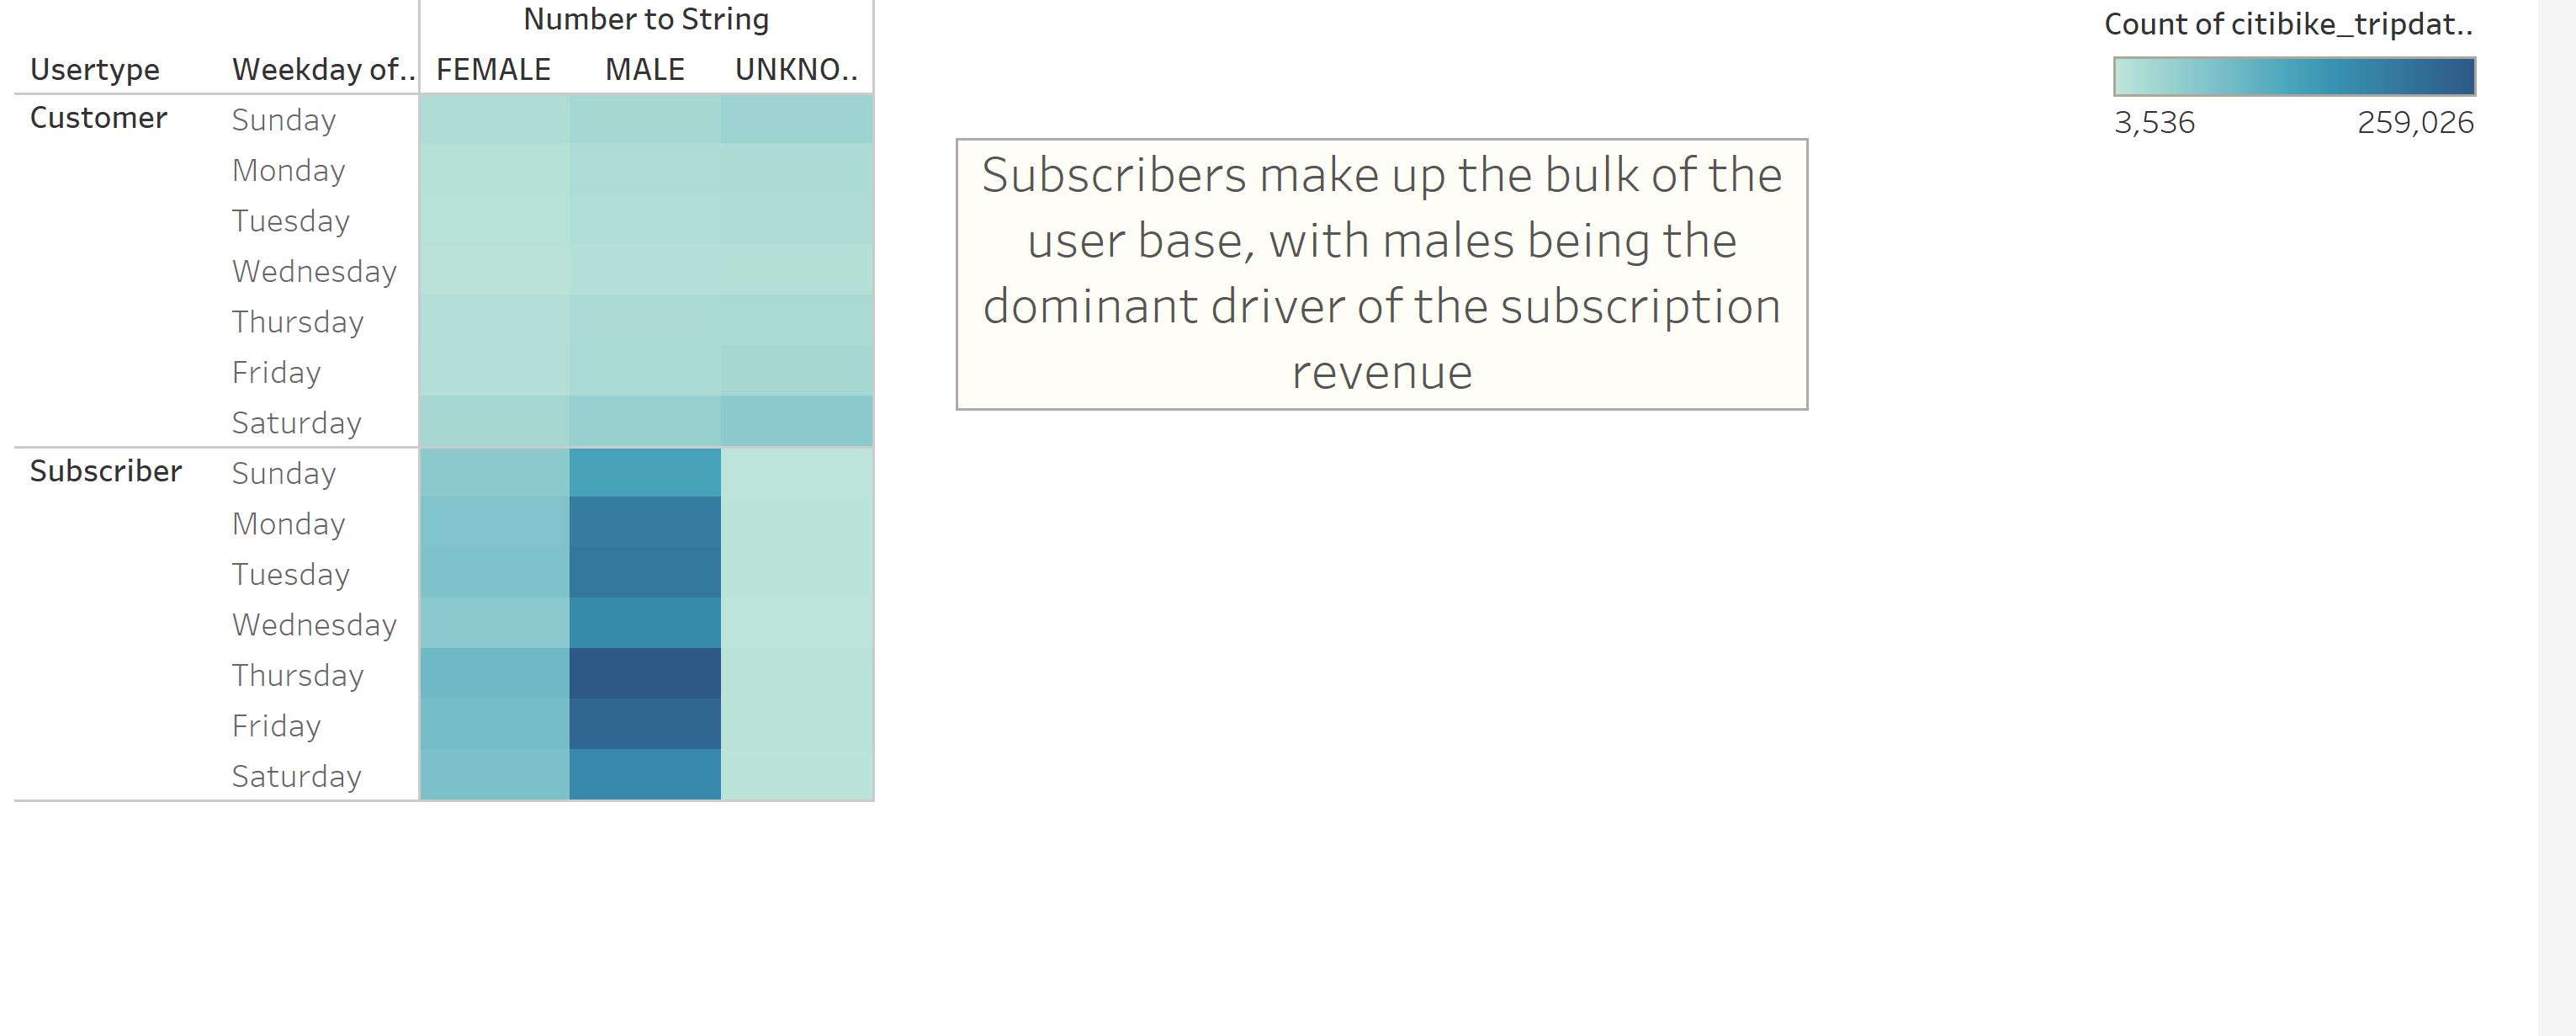 Number to String
Usertype Weekday of.. FEMALE MALE UNKNO..
Customer Sunday
Monday
Tuesday
Wednesday
Thursday
Friday
Saturday
Subscriber Sunday
Monday
Tuesday
Wednesday
Thursday
Friday
Saturday
Subscribers make up the bulk of the
user base, with males being the
dominant driver of the subscription
revenue
Count of citibike_tripdat..
3,536 259,026